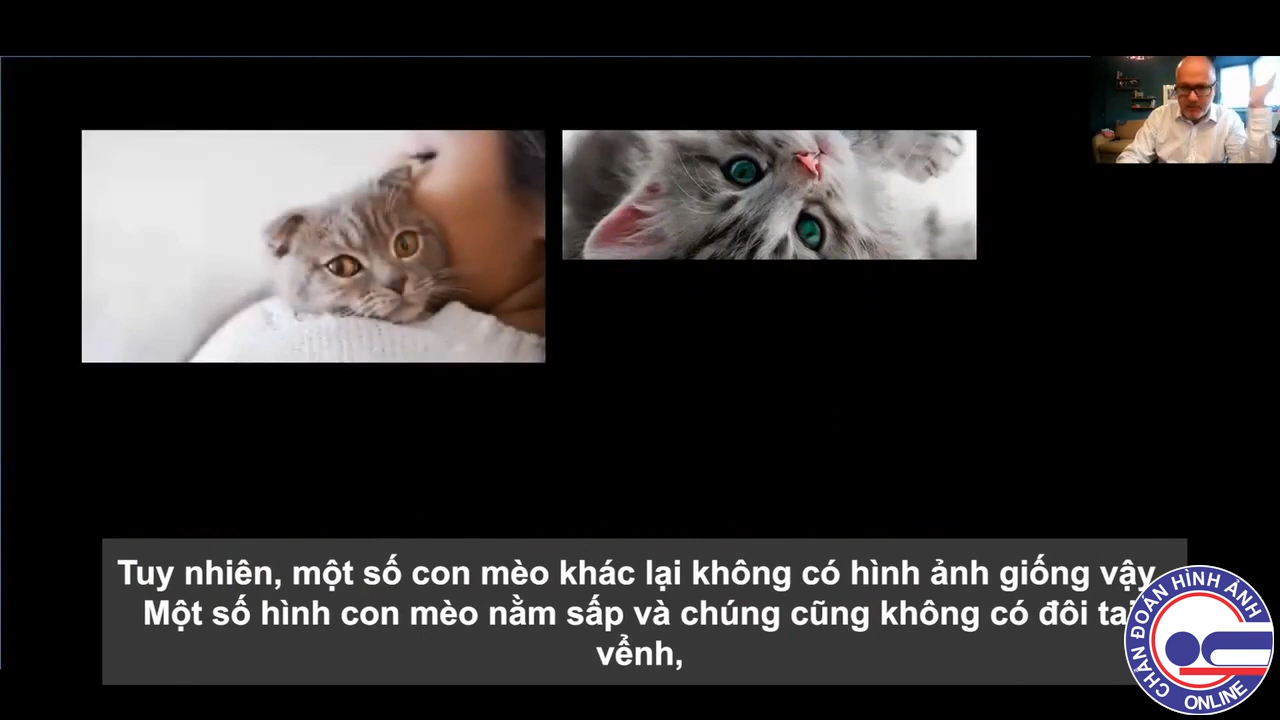 Tuy nhiên, một số con mèo khác lại không có hình ảnh giống vậy.
Một số hình con mèo nằm sấp và chúng cũng không có đôi tai
vểnh,
CHẨN ĐOÁN HÌNH ẢNH
ONLINE